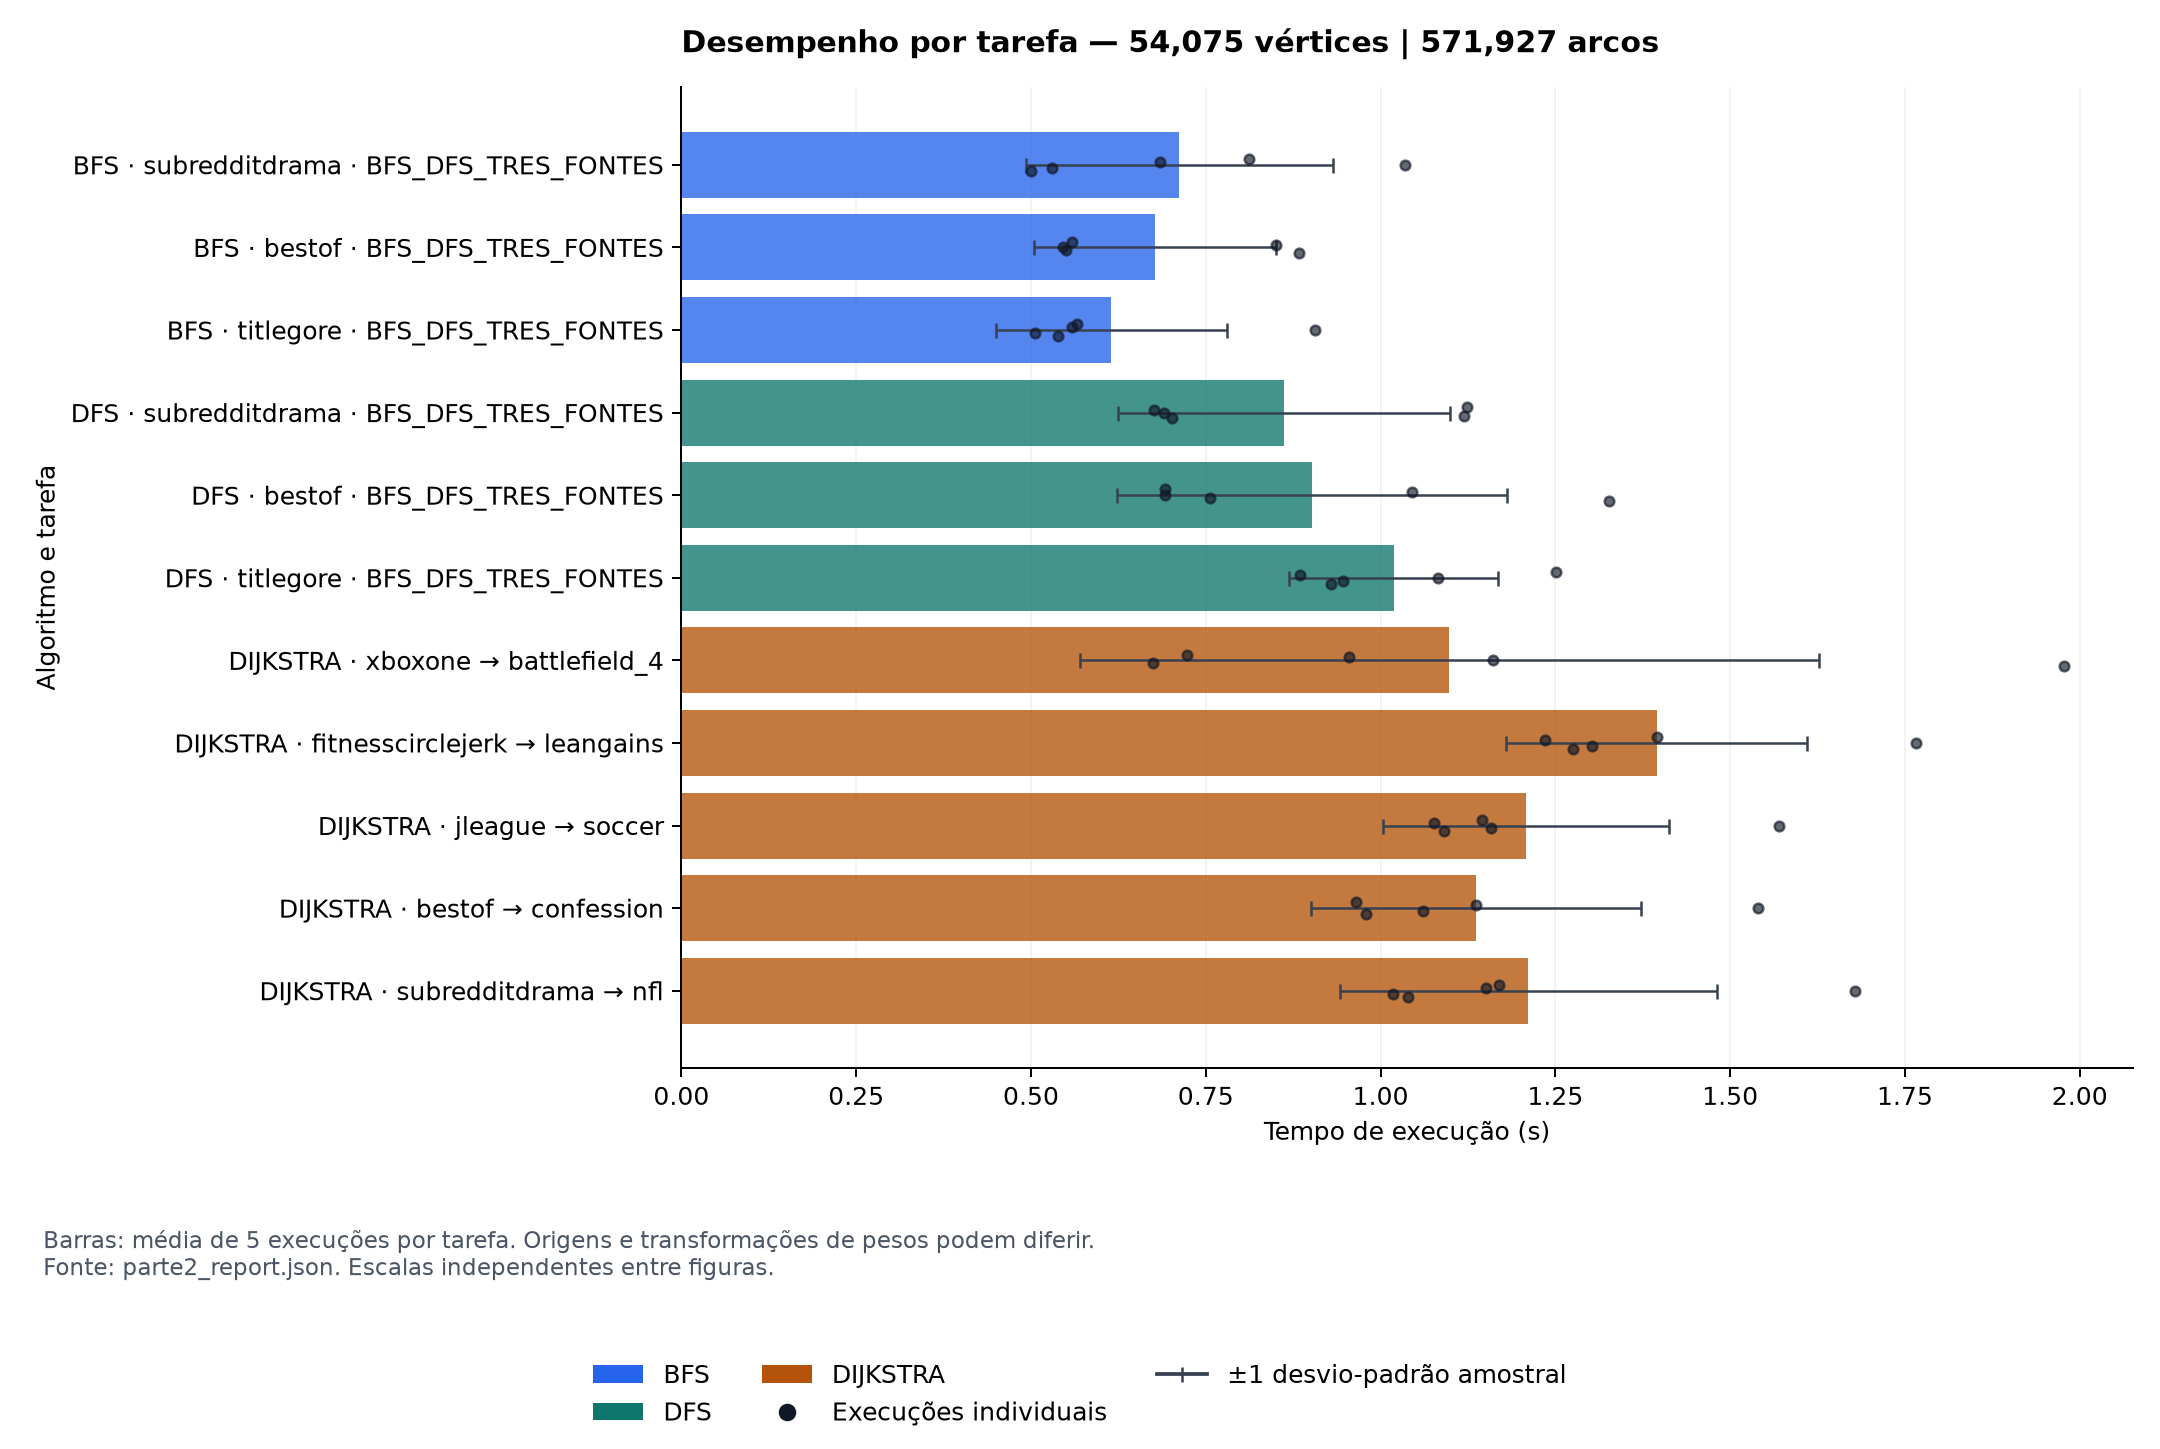 Desempenho por tarefa — 54,075 vértices | 571,927 arcos
Algoritmo e tarefa
BFS · subredditdrama · BFS_DFS_TRES_FONTES
BFS · bestof · BFS_DFS_TRES_FONTES
BFS · titlegore · BFS_DFS_TRES_FONTES
DFS · subredditdrama · BFS_DFS_TRES_FONTES
DFS · bestof · BFS_DFS_TRES_FONTES
DFS · titlegore · BFS_DFS_TRES_FONTES
DIJKSTRA · xboxone → battlefield_4
DIJKSTRA · fitnesscirclejerk → leangains
DIJKSTRA · jleague → soccer
DIJKSTRA · bestof → confession
DIJKSTRA · subredditdrama → nfl
0.00 0.25 0.50 0.75 1.00 1.25 1.50 1.75 2.00
Tempo de execução (s)
Barras: média de 5 execuções por tarefa. Origens e transformações de pesos podem diferir.
Fonte: parte2_report.json. Escalas independentes entre figuras.
BFS DIJKSTRA ±1 desvio-padrão amostral
DFS Execuções individuais